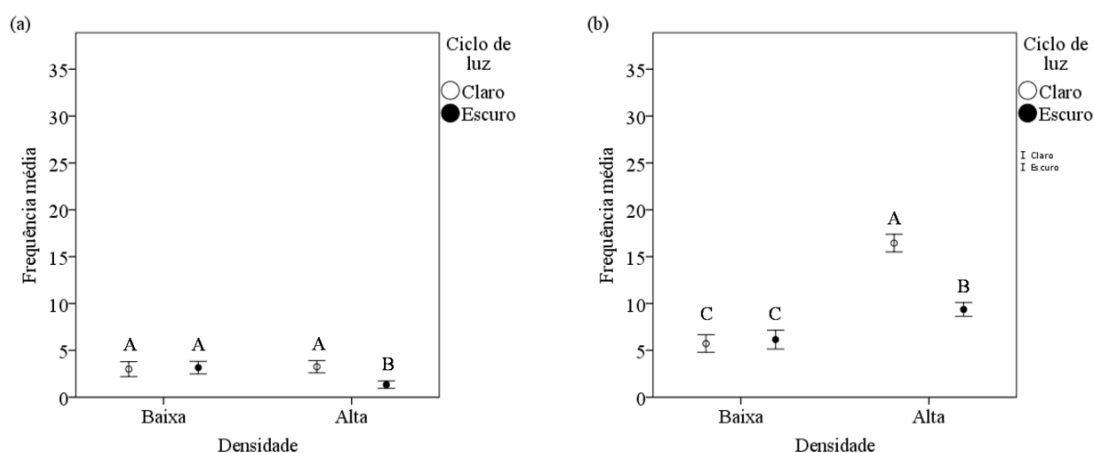 (a)
Ciclo de
luz
Claro
Escuro
Frequência média
35
30
25
20
15
10
5
0
A
A
A
B
Baixa
Alta
Densidade
(b)
Ciclo de
luz
Claro
Escuro
Claro
Escuro
Frequência média
35
30
25
20
15
10
5
0
C
C
A
B
Baixa
Alta
Densidade